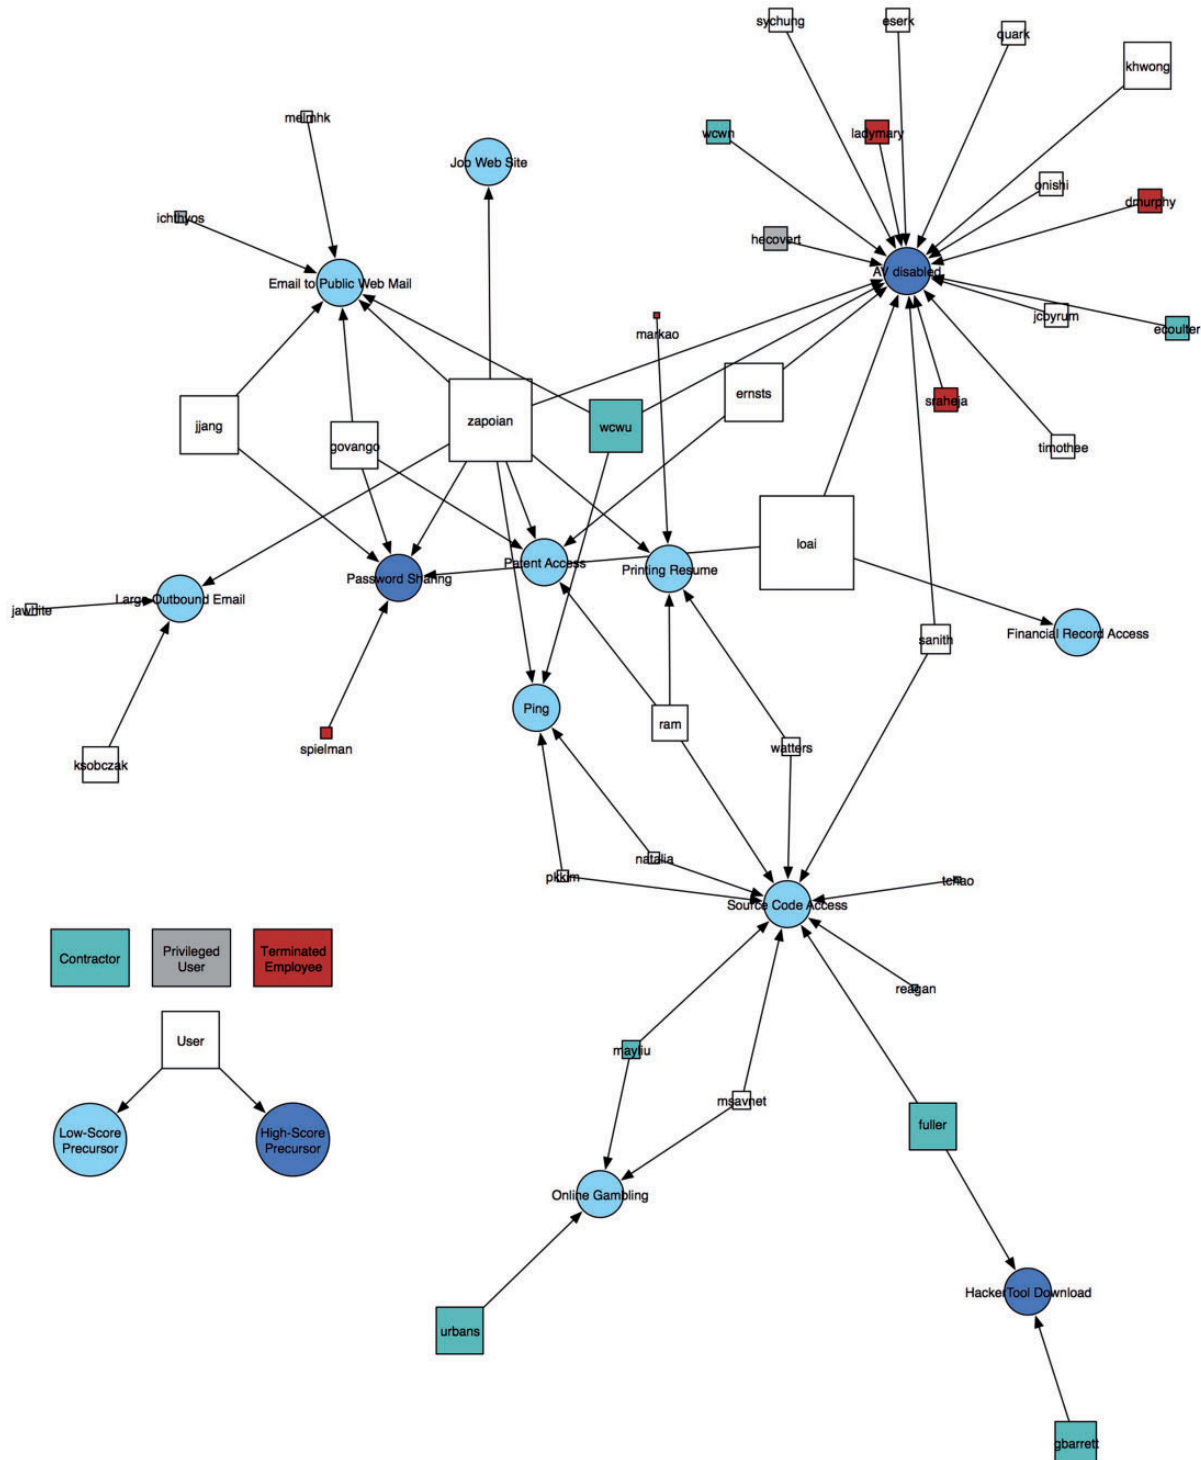 sychung
eserk
quark
khwong
melmhk
wcwn
ladymary
Job Web Site
onishi
dmurphy
ichthyos
hecovert
AV disabled
Email to Public Web Mail
jcbyrum
ecoulter
markao
ernsts
sraheja
zapoian
jjang
wcwu
govango
timothee
loai
Patent Access
Printing Resume
Password Sharing
Large Outbound Email
jawhite
Financial Record Access
sanith
Ping
ram
spielman
watters
ksobczak
natalia
pkkim
tchao
Source Code Access
Contractor
Privileged
User
Terminated
Employee
reagan
User
mayliu
msavnet
fuller
Low-Score
Precursor
High-Score
Precursor
Online Gambling
HackerTool Download
urbans
gbarrett